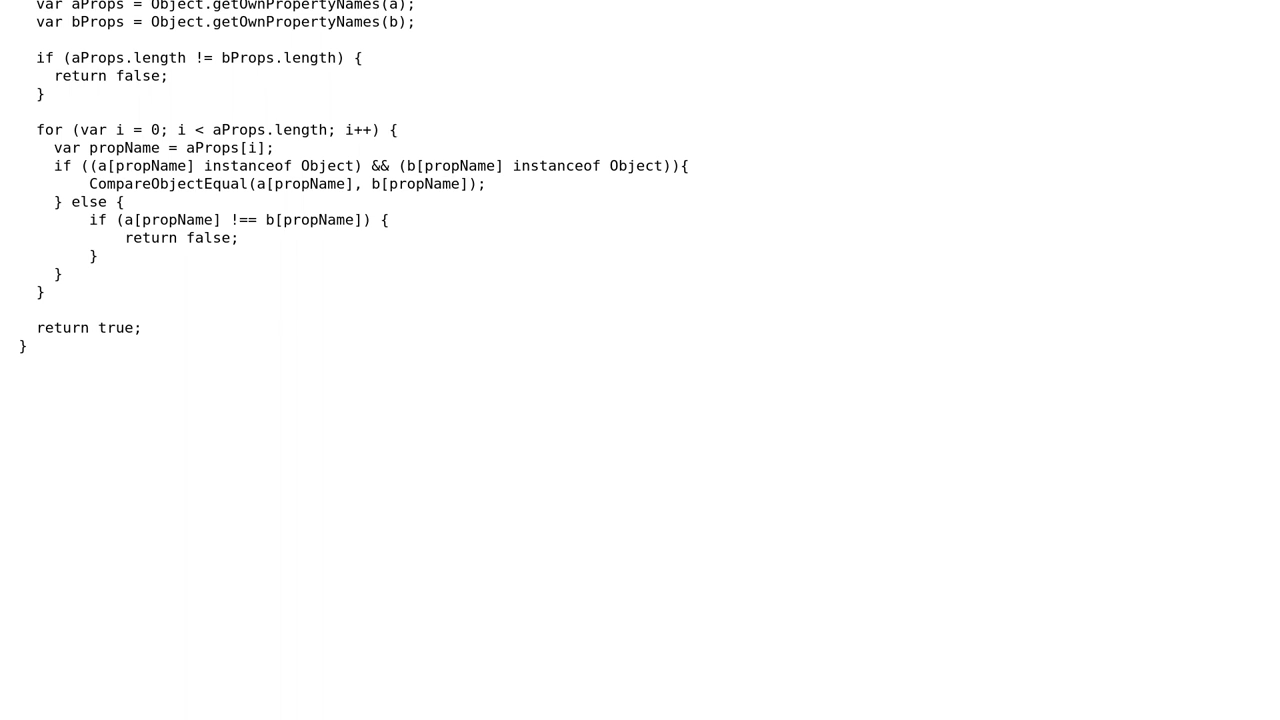 var aProps = Object.getOwnPropertyNames(a);
var bProps = Object.getOwnPropertyNames(b);
if (aProps.length != bProps.length) {
return false;
}
for (var i = 0; i < aProps.length; i++) {
var propName = aProps[i];
if ((a[propName] instanceof Object) && (b[propName] instanceof Object)){
CompareObjectEqual(a[propName], b[propName]);
} else {
if (a[propName] !== b[propName]) {
return false;
}
}
}
return true;
}